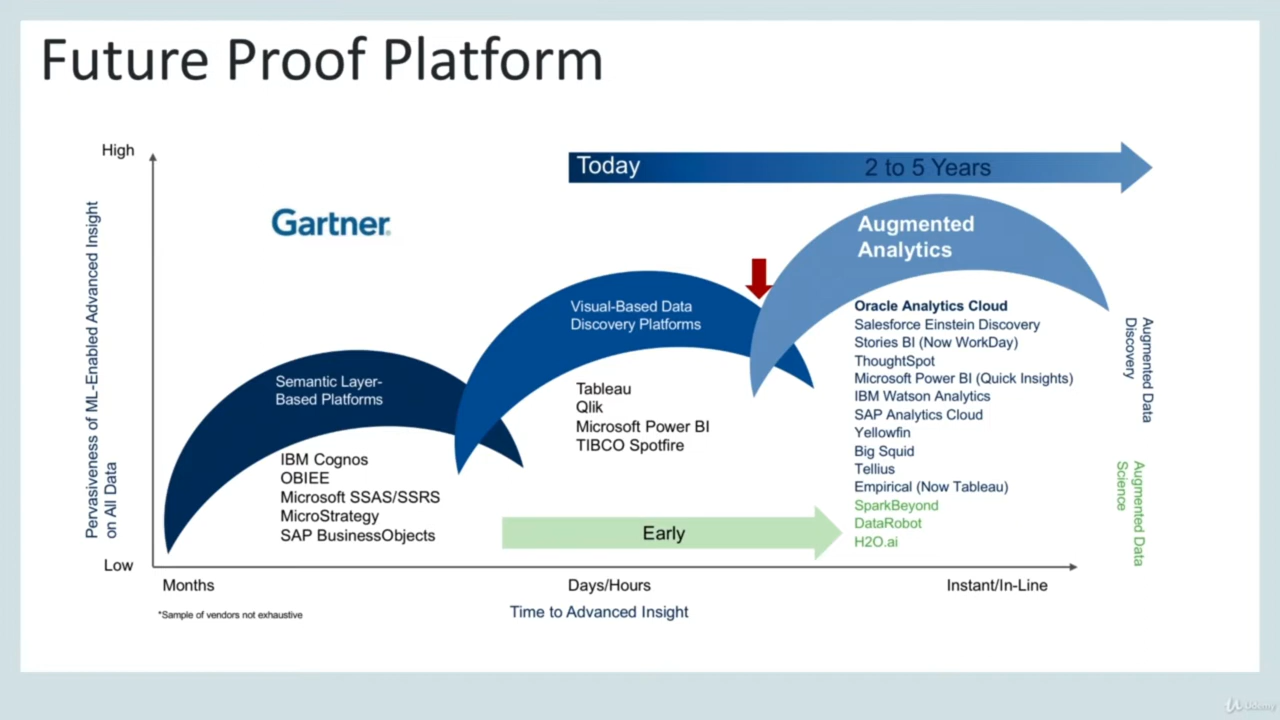 Future Proof Platform
High
Today
2 to 5 Years
Gartner.
Augmented
Analytics
Visual-Based Data
Discovery Platforms
Semantic Layer-
Based Platforms
Oracle Analytics Cloud
Salesforce Einstein Discovery
Stories BI (Now WorkDay)
ThoughtSpot
Microsoft Power BI (Quick Insights)
IBM Watson Analytics
SAP Analytics Cloud
Yellowfin
Big Squid
Tellius
Empirical (Now Tableau)
SparkBeyond
DataRobot
H2O.ai
Tableau
Qlik
Microsoft Power BI
TIBCO Spotfire
IBM Cognos
OBIEE
Microsoft SSAS/SSRS
MicroStrategy
SAP BusinessObjects
Early
Augmented Data
Discovery
Augmented Data
Science
Pervasiveness of ML-Enabled Advanced Insight
on All Data
Low
Months
Days/Hours
Instant/In-Line
*Sample of vendors not exhaustive
Time to Advanced Insight
Udemy